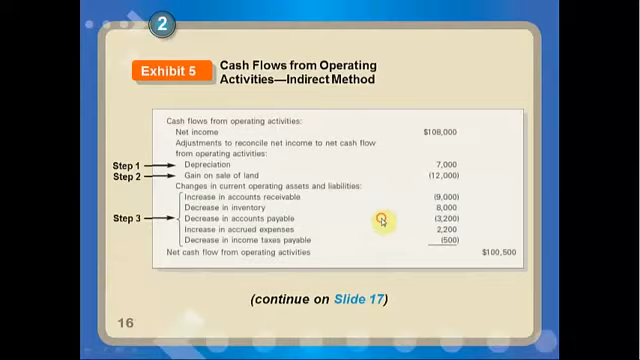 2
Exhibit 5
Cash Flows from Operating
Activities—Indirect Method
Cash flows from operating activities:
Net income $108,000
Adjustments to reconcile net income to net cash flow
from operating activities:
Step 1 Depreciation 7,000
Step 2 Gain on sale of land (12,000)
Changes in current operating assets and liabilities:
Increase in accounts receivable (9,000)
Decrease in inventory 8,000
Step 3 Decrease in accounts payable (3,200)
Increase in accrued expenses 2,200
Decrease in income taxes payable (500)
Net cash flow from operating activities $100,500
(continue on Slide 17)
16